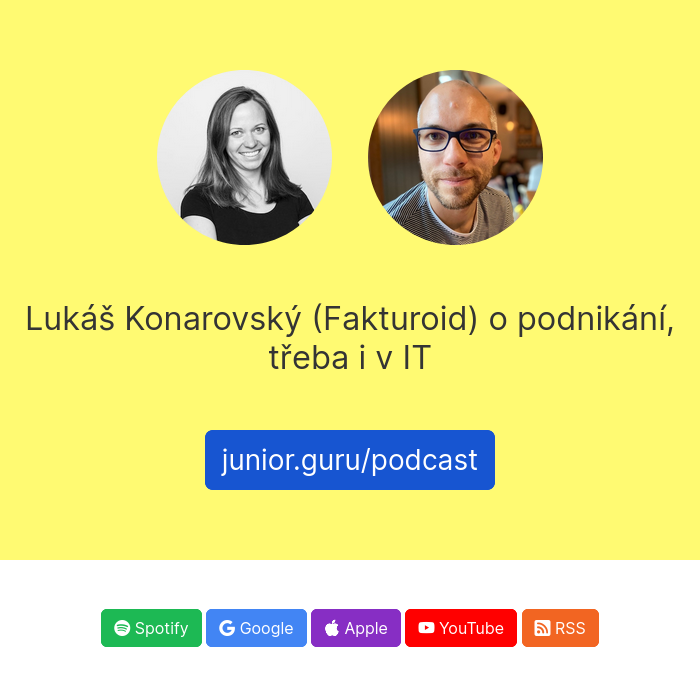 Lukáš Konarovský (Fakturoid) o podnikání,
třeba i v IT
junior.guru/podcast
Spotify Google Apple YouTube RSS